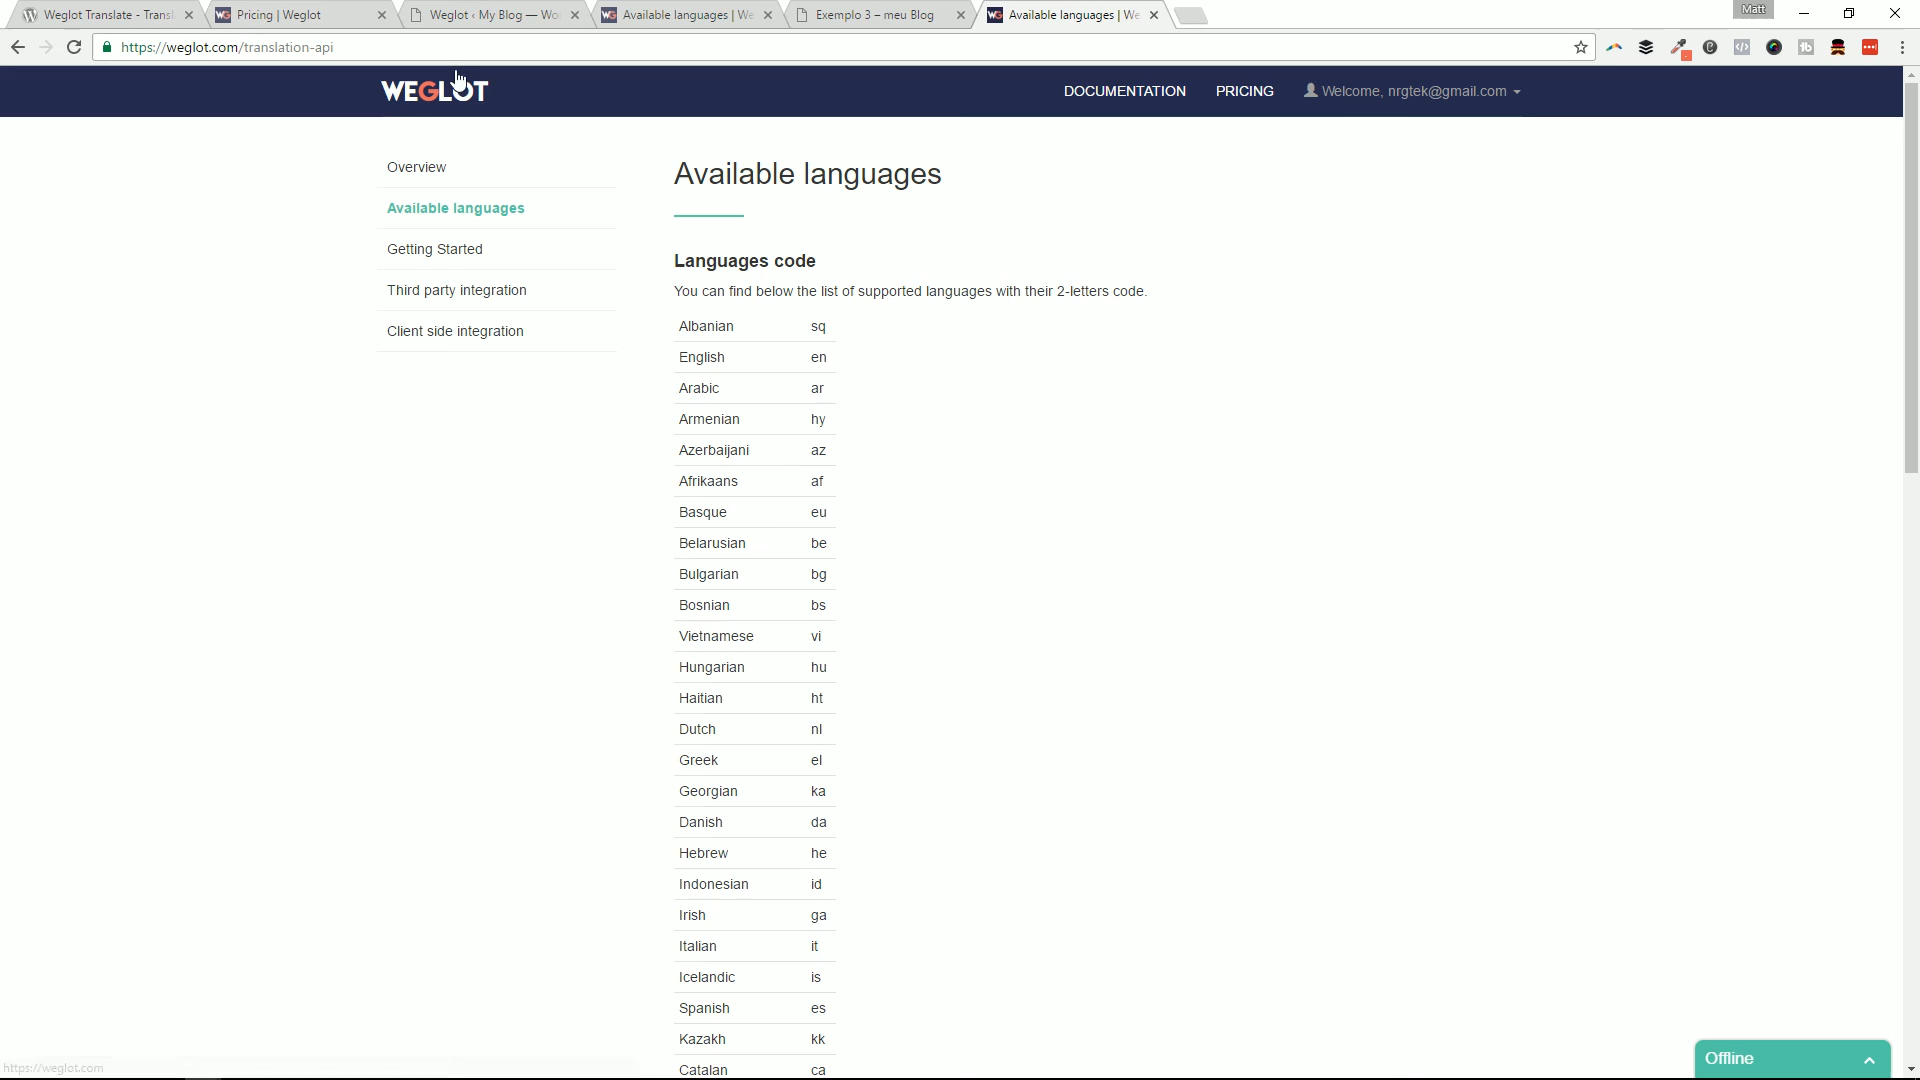 Weglot Translate - Trans
Pricing | Weglot
Weglot ‹ My Blog — Wo
Available languages | We
Exemplo 3 – meu Blog
Available languages | We
Matt
https://weglot.com/translation-api
WEGLOT
DOCUMENTATION
PRICING
Welcome, nrgtek@gmail.com
Overview
Available languages
Getting Started
Third party integration
Client side integration
Available languages
Languages code
You can find below the list of supported languages with their 2-letters code.
Albanian sq
English en
Arabic ar
Armenian hy
Azerbaijani az
Afrikaans af
Basque eu
Belarusian be
Bulgarian bg
Bosnian bs
Vietnamese vi
Hungarian hu
Haitian ht
Dutch nl
Greek el
Georgian ka
Danish da
Hebrew he
Indonesian id
Irish ga
Italian it
Icelandic is
Spanish es
Kazakh kk
Catalan ca
Offline
https://weglot.com